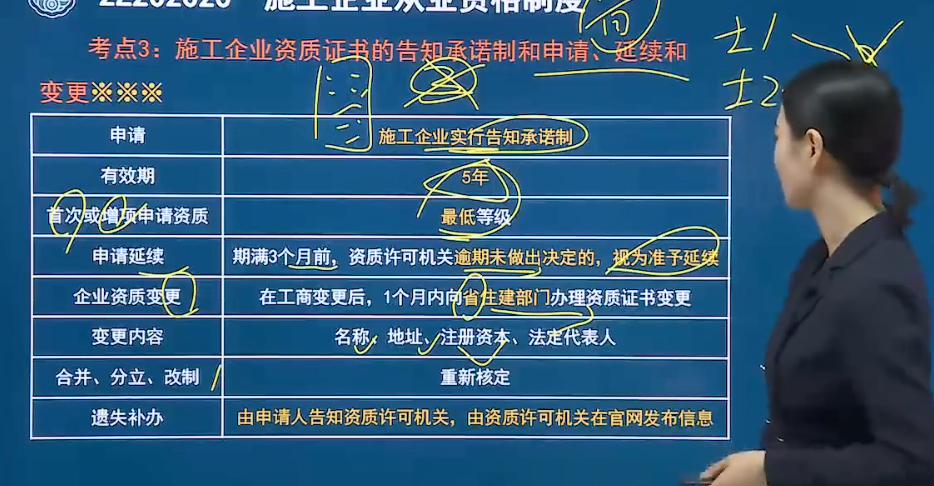 施工企业从业资格制度
考点3：施工企业资质证书的告知承诺制和申请、延续和
变更※※※
申请 施工企业实行告知承诺制
有效期 5年
首次或增项申请资质 最低等级
申请延续 期满3个月前，资质许可机关逾期未做出决定的，视为准予延续
企业资质变更 在工商变更后，1个月内向省住建部门办理资质证书变更
变更内容 名称、地址、注册资本、法定代表人
合并、分立、改制 重新核定
遗失补办 由申请人告知资质许可机关，由资质许可机关在官网发布信息
土1
土2